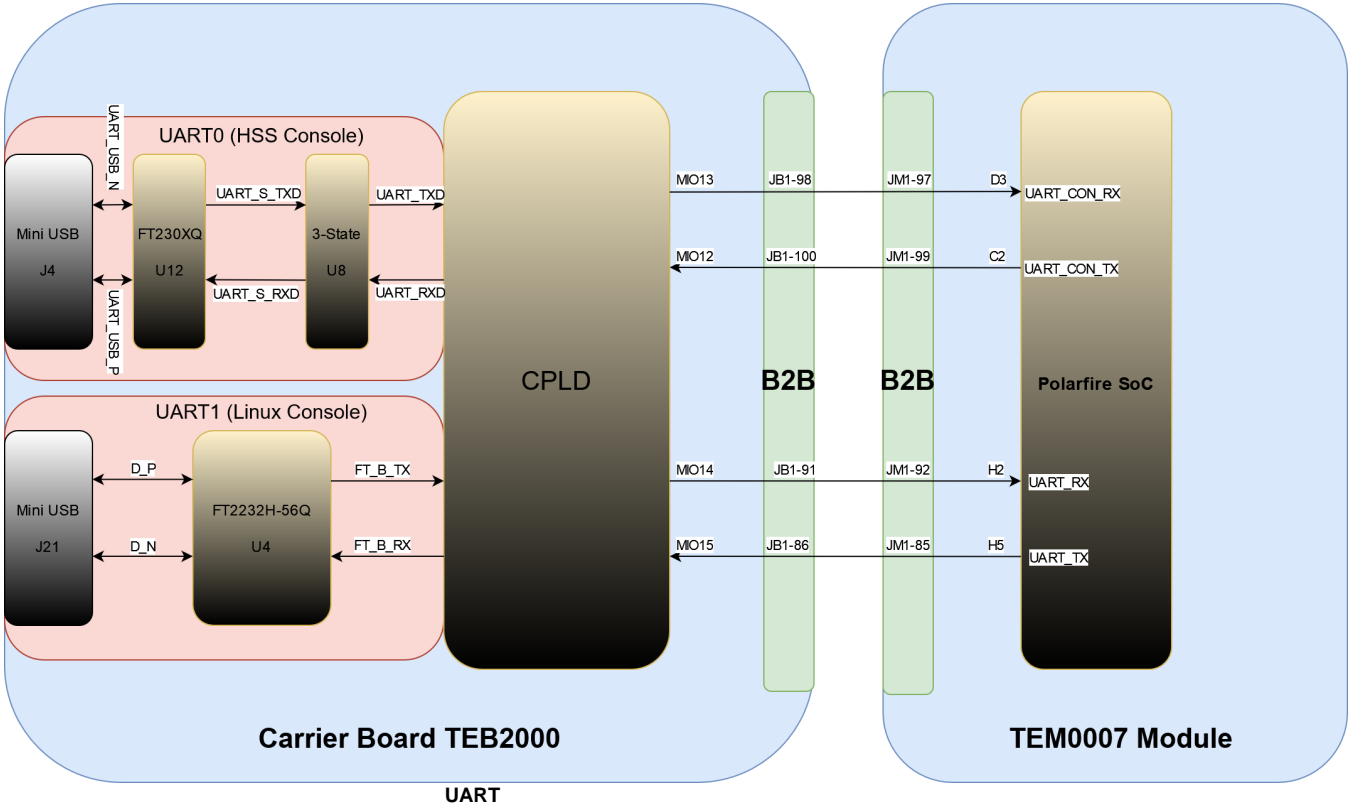 UART0 (HSS Console)
UART_USB_N
UART_USB_P
Mini USB
J4
FT230XQ
U12
UART_S_TXD
UART_S_RXD
3-State
U8
UART_TXD
UART_RXD
UART1 (Linux Console)
Mini USB
J21
D_P
D_N
FT2232H-56Q
U4
FT_B_TX
FT_B_RX
CPLD
MIO13
JB1-98
JM1-97
D3
UART_CON_RX
MIO12
JB1-100
JM1-99
C2
UART_CON_TX
B2B
B2B
Polarfire SoC
MIO14
JB1-91
JM1-92
H2
UART_RX
MIO15
JB1-86
JM1-85
H5
UART_TX
Carrier Board TEB2000
TEM0007 Module
UART